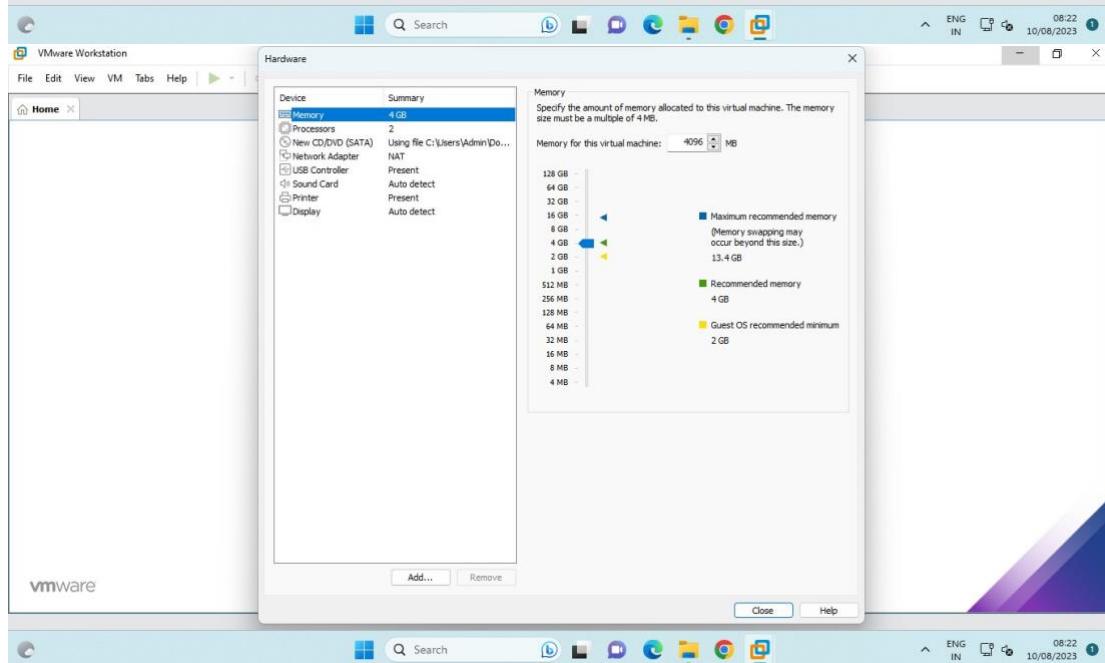 Search
ENG
IN
08:22
10/08/2023
1
VMware Workstation
File Edit View VM Tabs Help
Home
Hardware
Device Summary
Memory 4 GB
Processors 2
New CD/DVD (SATA) Using file C:\Users\Admin\Do...
Network Adapter NAT
USB Controller Present
Sound Card Auto detect
Printer Present
Display Auto detect
Add... Remove
Memory
Specify the amount of memory allocated to this virtual machine. The memory
size must be a multiple of 4 MB.
Memory for this virtual machine: 4096 MB
128 GB
64 GB
32 GB
16 GB
8 GB
4 GB
2 GB
1 GB
512 MB
256 MB
128 MB
64 MB
32 MB
16 MB
8 MB
4 MB
Maximum recommended memory
(Memory swapping may
occur beyond this size.)
13.4 GB
Recommended memory
4 GB
Guest OS recommended minimum
2 GB
Close Help
vmware
Search
ENG
IN
08:22
10/08/2023
1